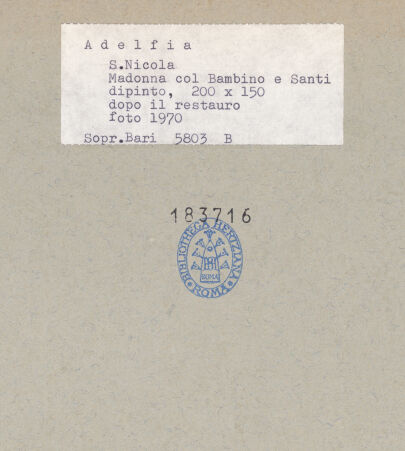 Adelfia
S.Nicola
Madonna col Bambino e Santi
dipinto, 200 x 150
dopo il restauro
foto 1970
Sopr.Bari 5803 B
183716
BIBLIOTHECA HERTZIANA
ROMA
ROMA